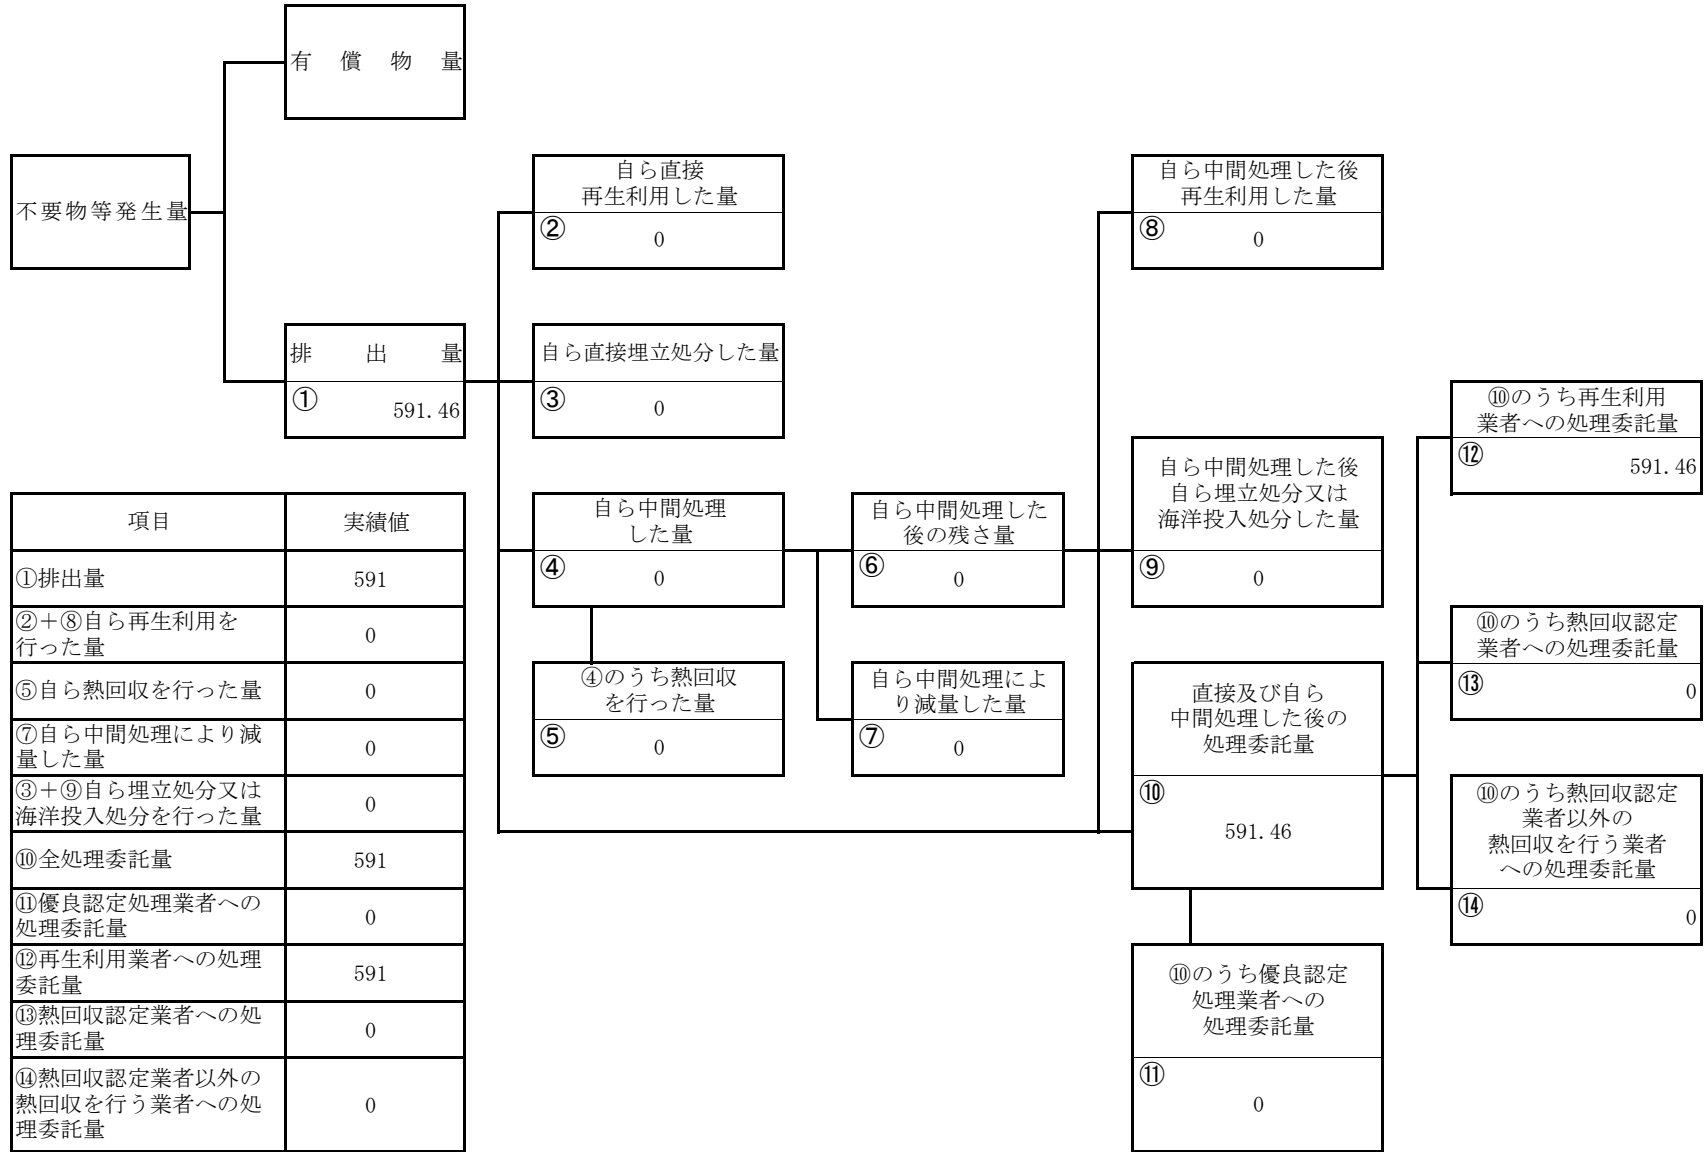 有償物量
不要物等発生量
自ら直接
再生利用した量
②
0
自ら中間処理した後
再生利用した量
⑧
0
排出量
①
591.46
自ら直接埋立処分した量
③
0
⑩のうち再生利用
業者への処理委託量
⑫
591.46
自ら中間処理
した量
④
0
自ら中間処理した
後の残さ量
⑥
0
自ら中間処理した後
自ら埋立処分又は
海洋投入処分した量
⑨
0
⑩のうち熱回収認定
業者への処理委託量
⑬
0
④のうち熱回収
を行った量
⑤
0
自ら中間処理によ
り減量した量
⑦
0
直接及び自ら
中間処理した後の
処理委託量
⑩
591.46
⑩のうち熱回収認定
業者以外の
熱回収を行う業者
への処理委託量
⑭
0
⑩のうち優良認定
処理業者への
処理委託量
⑪
0
項目 実績値
①排出量 591
②+⑧自ら再生利用を
行った量 0
⑤自ら熱回収を行った量 0
⑦自ら中間処理により減
量した量 0
③+⑨自ら埋立処分又は
海洋投入処分を行った量 0
⑩全処理委託量 591
⑪優良認定処理業者への
処理委託量 0
⑫再生利用業者への処理
委託量 591
⑬熱回収認定業者への処
理委託量 0
⑭熱回収認定業者以外の
熱回収を行う業者への処
理委託量 0